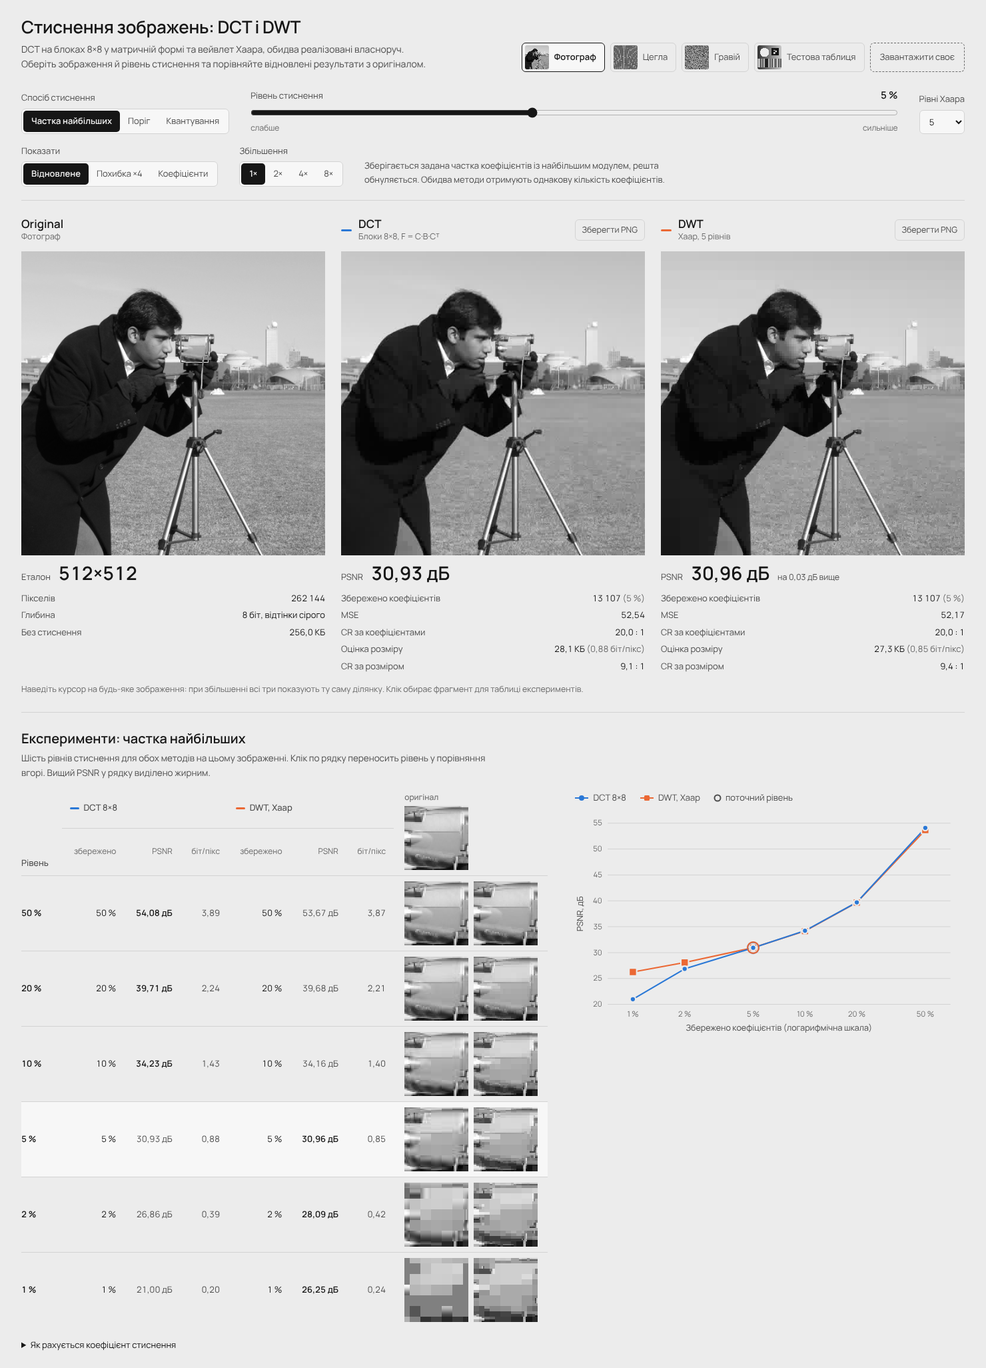 Стиснення зображень: DCT і DWT
DCT на блоках 8×8 у матричній формі та вейвлет Хаара, обидва реалізовані власноруч.
Оберіть зображення й рівень стиснення та порівняйте відновлені результати з оригіналом.
Фотограф
Цегла
Гравій
Тестова таблиця
Завантажити своє
Спосіб стиснення
Частка найбільших
Поріг
Квантування
Рівень стиснення
5 %
слабше
сильніше
Рівні Хаара
5
Показати
Відновлене
Похибка ×4
Коефіцієнти
Збільшення
1×
2×
4×
8×
Зберігається задана частка коефіцієнтів із найбільшим модулем, решта
обнуляється. Обидва методи отримують однакову кількість коефіцієнтів.
Original
Фотограф
DCT
Блоки 8×8, F = C·B·Cᵀ
Зберегти PNG
DWT
Хаар, 5 рівнів
Зберегти PNG
Еталон 512×512
Пікселів 262 144
Глибина 8 біт, відтінки сірого
Без стиснення 256,0 КБ
PSNR 30,93 дБ
Збережено коефіцієнтів 13 107 (5 %)
MSE 52,54
CR за коефіцієнтами 20,0 : 1
Оцінка розміру 28,1 КБ (0,88 біт/пікс)
CR за розміром 9,1 : 1
PSNR 30,96 дБ на 0,03 дБ вище
Збережено коефіцієнтів 13 107 (5 %)
MSE 52,17
CR за коефіцієнтами 20,0 : 1
Оцінка розміру 27,3 КБ (0,85 біт/пікс)
CR за розміром 9,4 : 1
Наведіть курсор на будь-яке зображення: при збільшенні всі три показують ту саму ділянку. Клік обирає фрагмент для таблиці експериментів.
Експерименти: частка найбільших
Шість рівнів стиснення для обох методів на цьому зображенні. Клік по рядку переносить рівень у порівняння
вгорі. Вищий PSNR у рядку виділено жирним.
DCT 8×8
DWT, Хаар
оригінал
Рівень збережено PSNR біт/пікс збережено PSNR біт/пікс
50 % 50 % 54,08 дБ 3,89 50 % 53,67 дБ 3,87
20 % 20 % 39,71 дБ 2,24 20 % 39,68 дБ 2,21
10 % 10 % 34,23 дБ 1,43 10 % 34,16 дБ 1,40
5 % 5 % 30,93 дБ 0,88 5 % 30,96 дБ 0,85
2 % 2 % 26,86 дБ 0,39 2 % 28,09 дБ 0,42
1 % 1 % 21,00 дБ 0,20 1 % 26,25 дБ 0,24
DCT 8×8
DWT, Хаар
поточний рівень
PSNR, дБ
55
50
45
40
35
30
25
20
1 % 2 % 5 % 10 % 20 % 50 %
Збережено коефіцієнтів (логарифмічна шкала)
Як рахується коефіцієнт стиснення